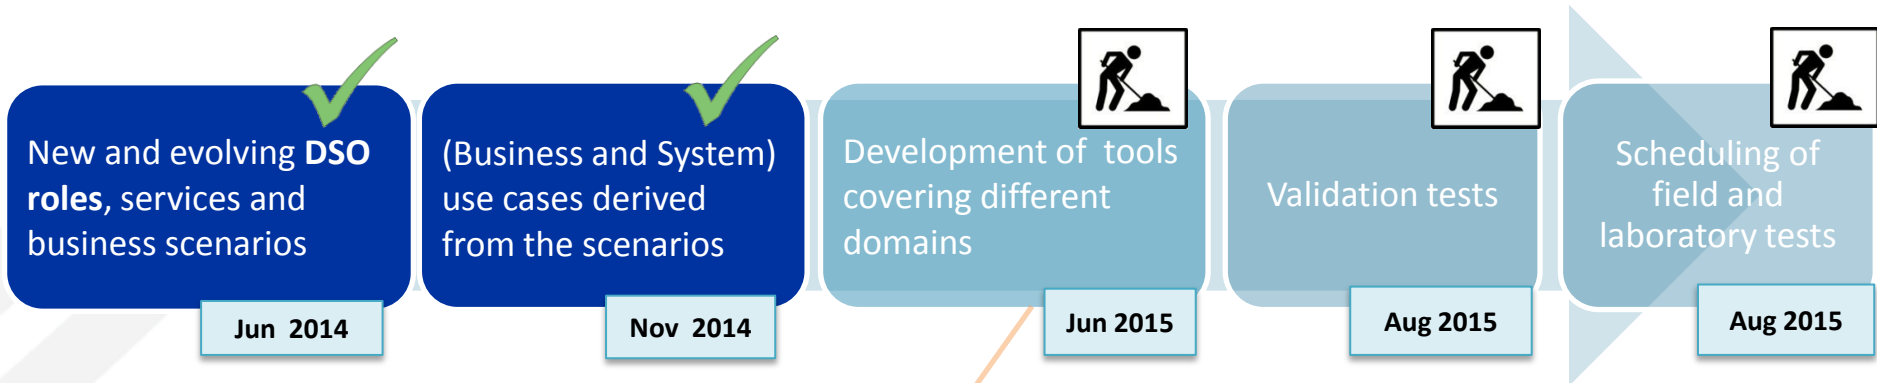 New and evolving DSO
roles, services and
business scenarios
Jun 2014
(Business and System)
use cases derived
from the scenarios
Nov 2014
Development of tools
covering different
domains
Jun 2015
Validation tests
Aug 2015
Scheduling of
field and
laboratory tests
Aug 2015